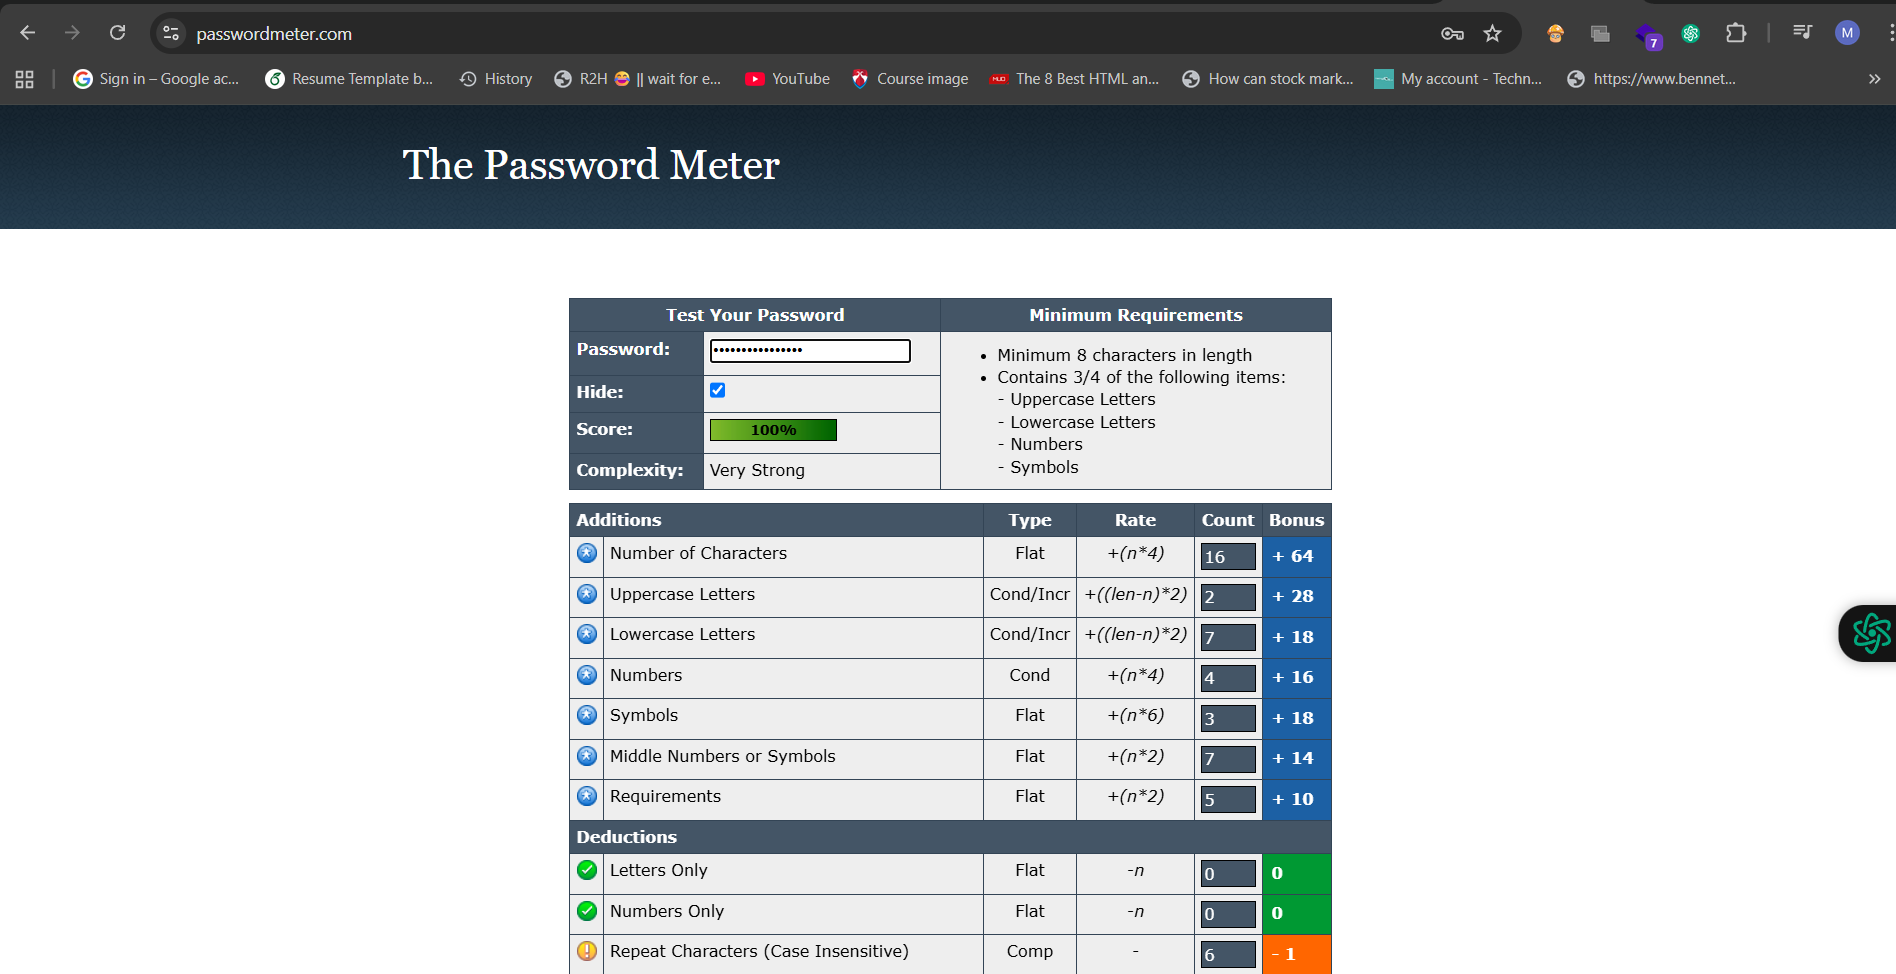 passwordmeter.com
7
M
Sign in – Google ac...
Resume Template b...
History
R2H 😂 || wait for e...
YouTube
Course image
The 8 Best HTML an...
How can stock mark...
My account - Techn...
https://www.bennet...
The Password Meter
Test Your Password
Minimum Requirements
Password:
Hide:
Score:
100%
Complexity:
Very Strong
Minimum 8 characters in length
Contains 3/4 of the following items:
- Uppercase Letters
- Lowercase Letters
- Numbers
- Symbols
Additions Type Rate Count Bonus
Number of Characters Flat +(n*4) 16 + 64
Uppercase Letters Cond/Incr +((len-n)*2) 2 + 28
Lowercase Letters Cond/Incr +((len-n)*2) 7 + 18
Numbers Cond +(n*4) 4 + 16
Symbols Flat +(n*6) 3 + 18
Middle Numbers or Symbols Flat +(n*2) 7 + 14
Requirements Flat +(n*2) 5 + 10
Deductions
Letters Only Flat -n 0 0
Numbers Only Flat -n 0 0
Repeat Characters (Case Insensitive) Comp - 6 - 1